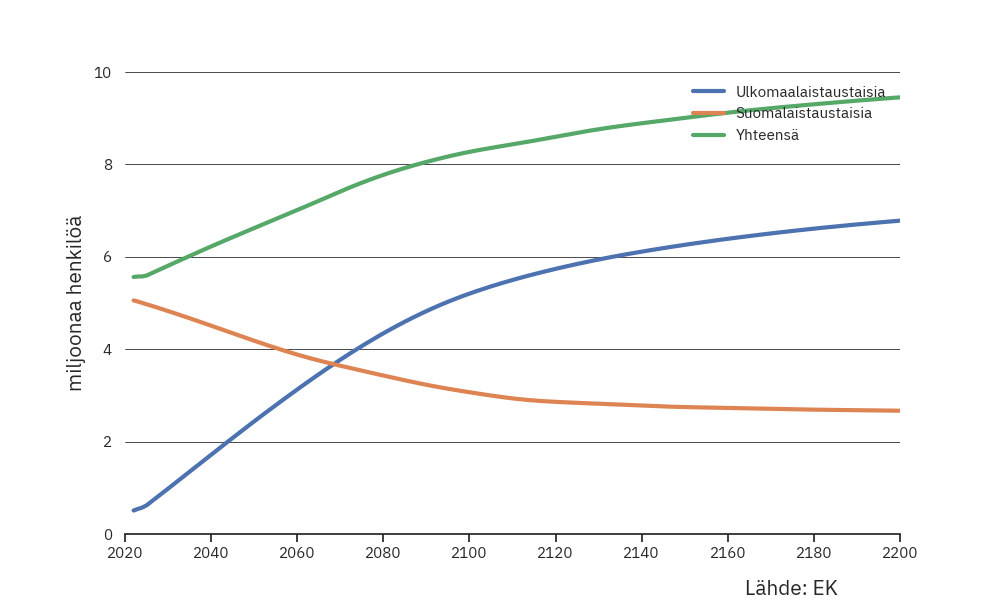 10
8
6
4
2
0
miljoonaa henkilöä
Ulkomaalaistaustaisia
Suomalaistaustaisia
Yhteensä
2020 2040 2060 2080 2100 2120 2140 2160 2180 2200
Lähde: EK